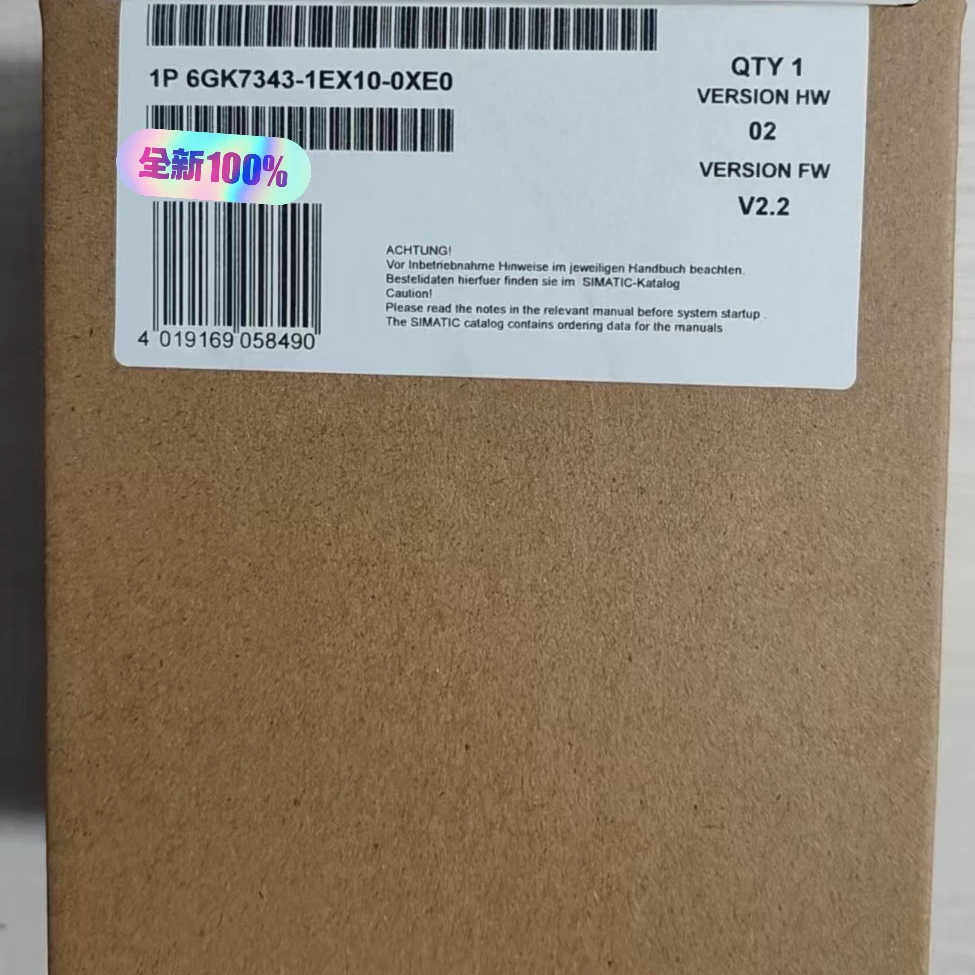 1P 6GK7343-1EX10-0XE0
QTY 1
VERSION HW
02
VERSION FW
V2.2
全新100%
4 019169 058490
ACHTUNG!
Vor Inbetriebnahme Hinweise im jeweiligen Handbuch beachten.
Bestelldaten hierfuer finden sie im SIMATIC-Katalog
Caution!
Please read the notes in the relevant manual before system startup .
The SIMATIC catalog contains ordering data for the manuals